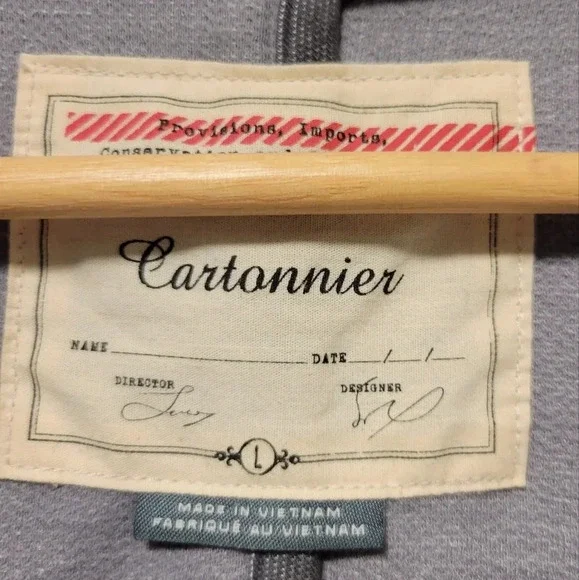 Provisions, Imports,
Cartonnier
NAME
DATE / /
DIRECTOR
DESIGNER
L
MADE IN VIETNAM
FABRIQUÉ AU VIETNAM